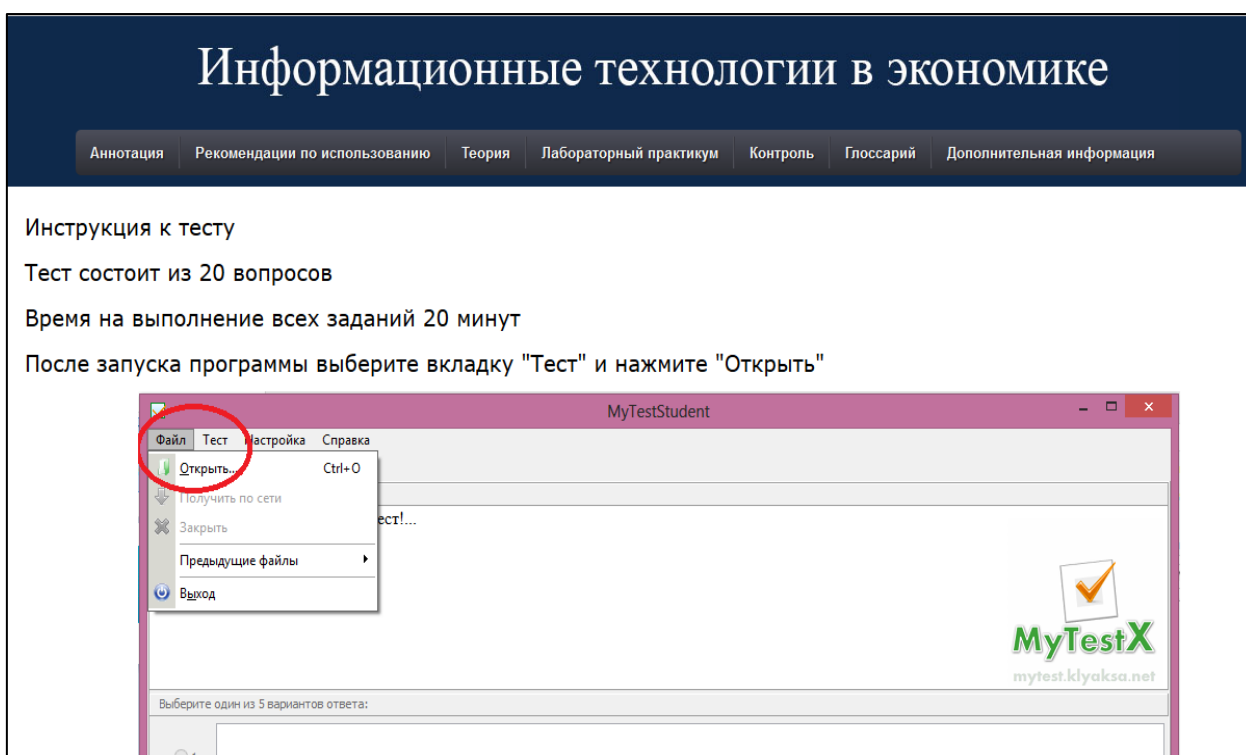 Информационные технологии в экономике
Аннотация Рекомендации по использованию Теория Лабораторный практикум Контроль Глоссарий Дополнительная информация
Инструкция к тесту
Тест состоит из 20 вопросов
Время на выполнение всех заданий 20 минут
После запуска программы выберите вкладку "Тест" и нажмите "Открыть"
MyTestStudent
Файл Тест Настройка Справка
Открыть... Ctrl+O
Получить по сети
ест!...
Закрыть
Предыдущие файлы
Выход
MyTestX
mytest.klyaksa.net
Выберите один из 5 вариантов ответа: